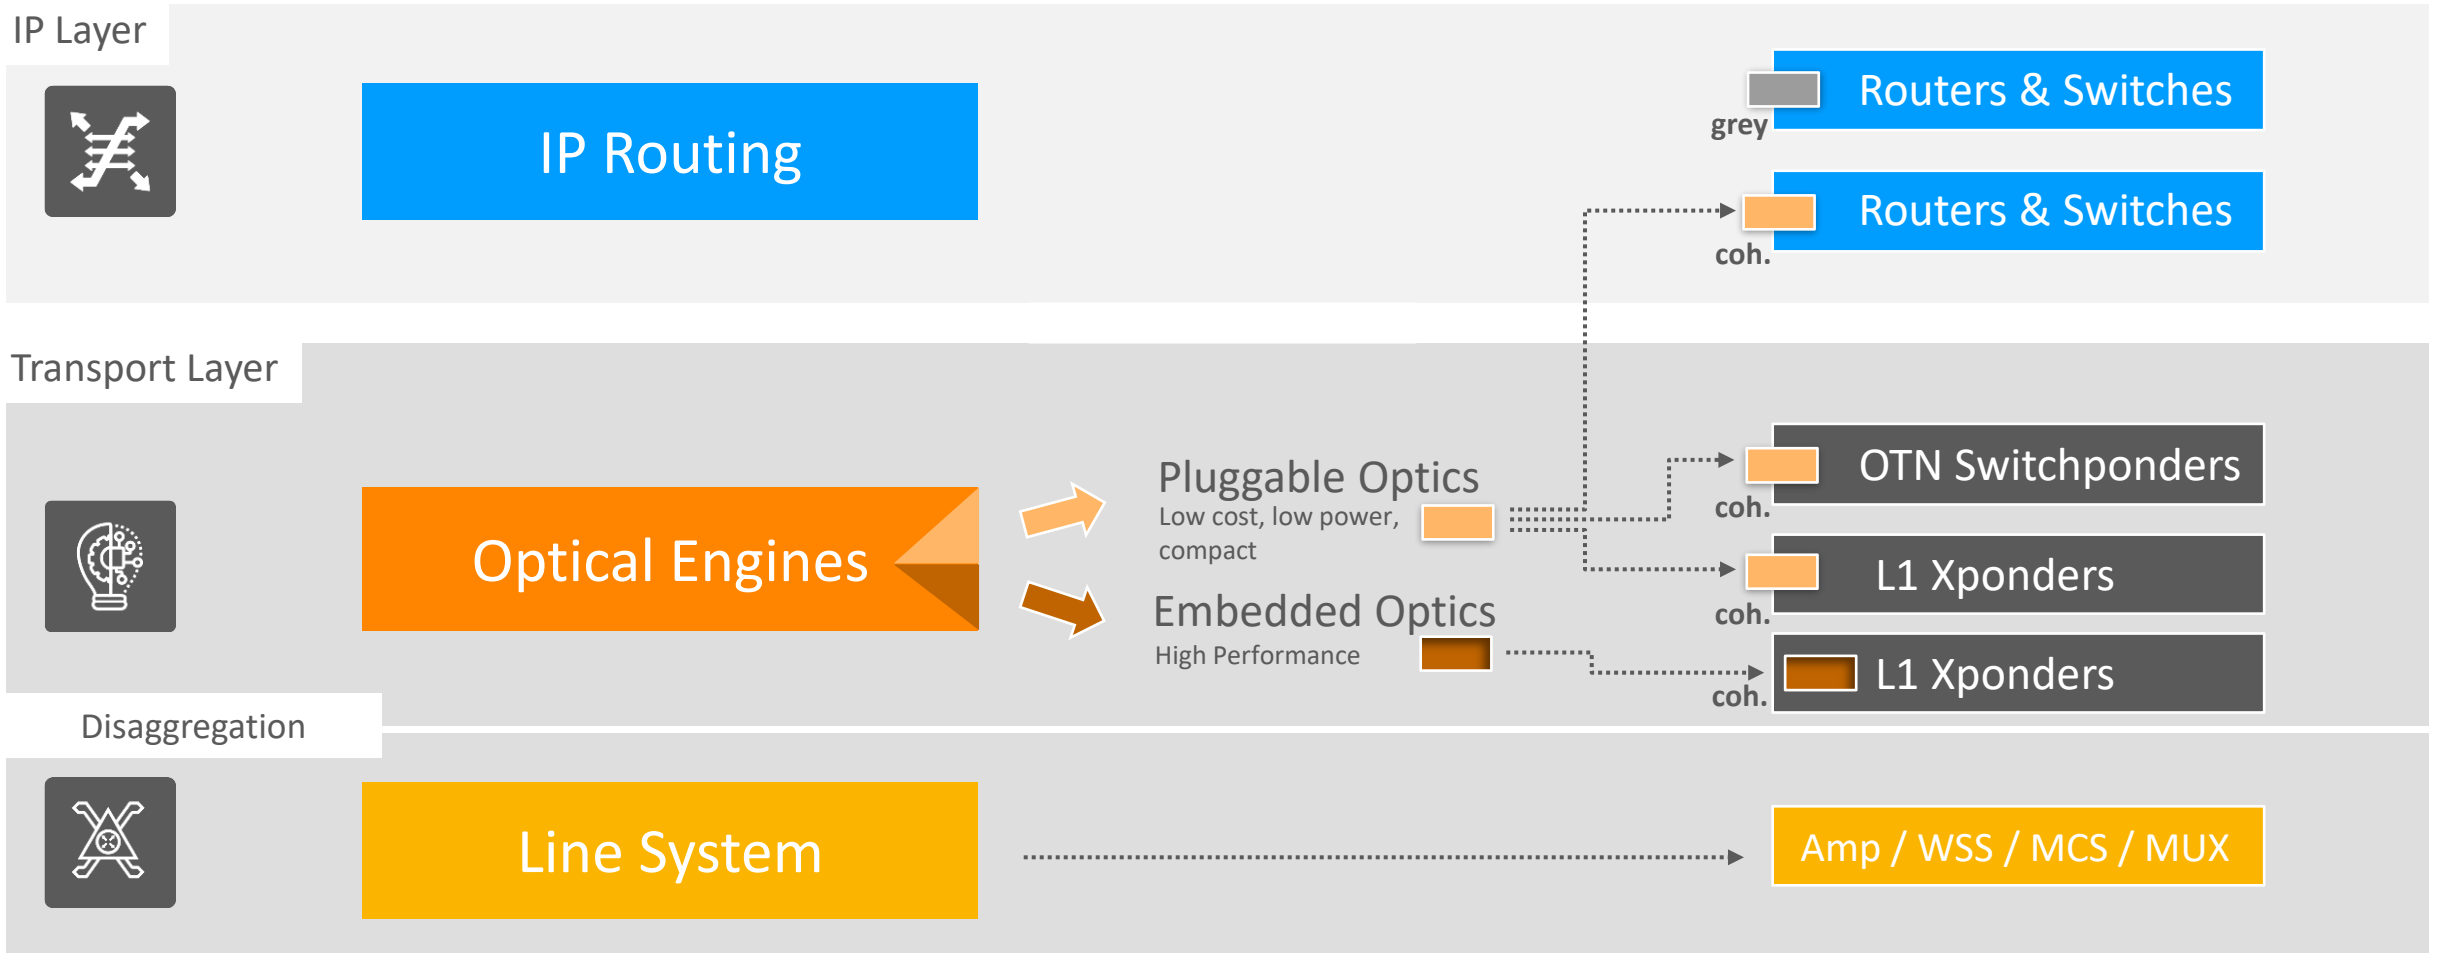 IP Layer
IP Routing
Routers & Switches
grey
Routers & Switches
coh.
Transport Layer
Optical Engines
Pluggable Optics
Low cost, low power,
compact
Embedded Optics
High Performance
OTN Switchponders
coh.
L1 Xponders
coh.
L1 Xponders
coh.
Disaggregation
Line System
Amp / WSS / MCS / MUX